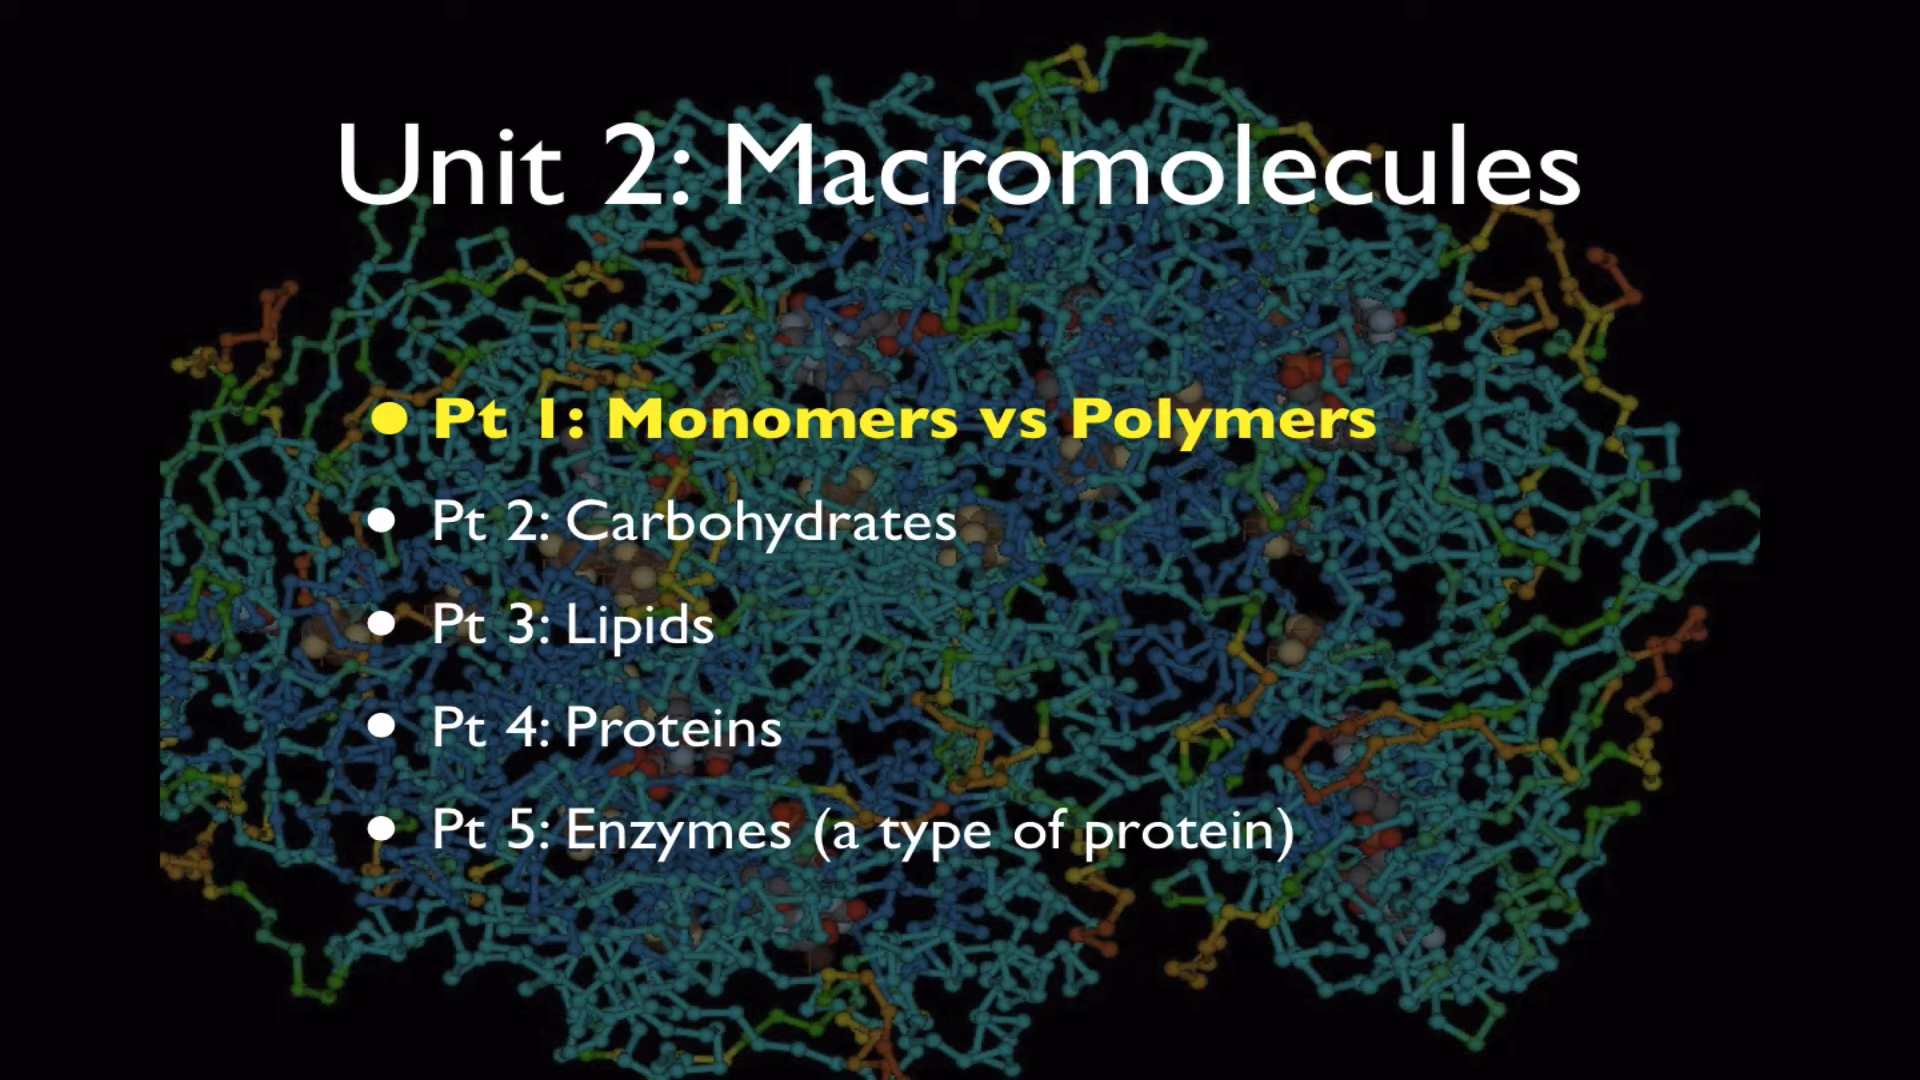 Unit 2: Macromolecules
• Pt 1: Monomers vs Polymers
• Pt 2: Carbohydrates
• Pt 3: Lipids
• Pt 4: Proteins
• Pt 5: Enzymes (a type of protein)